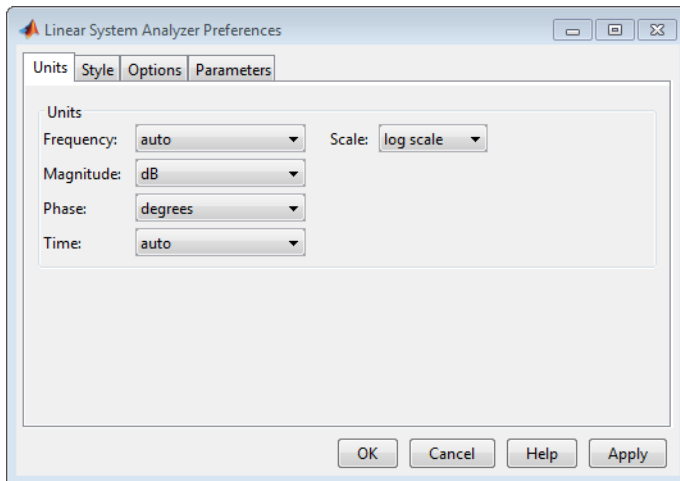 Linear System Analyzer Preferences
Units Style Options Parameters
Units
Frequency: auto Scale: log scale
Magnitude: dB
Phase: degrees
Time: auto
OK Cancel Help Apply